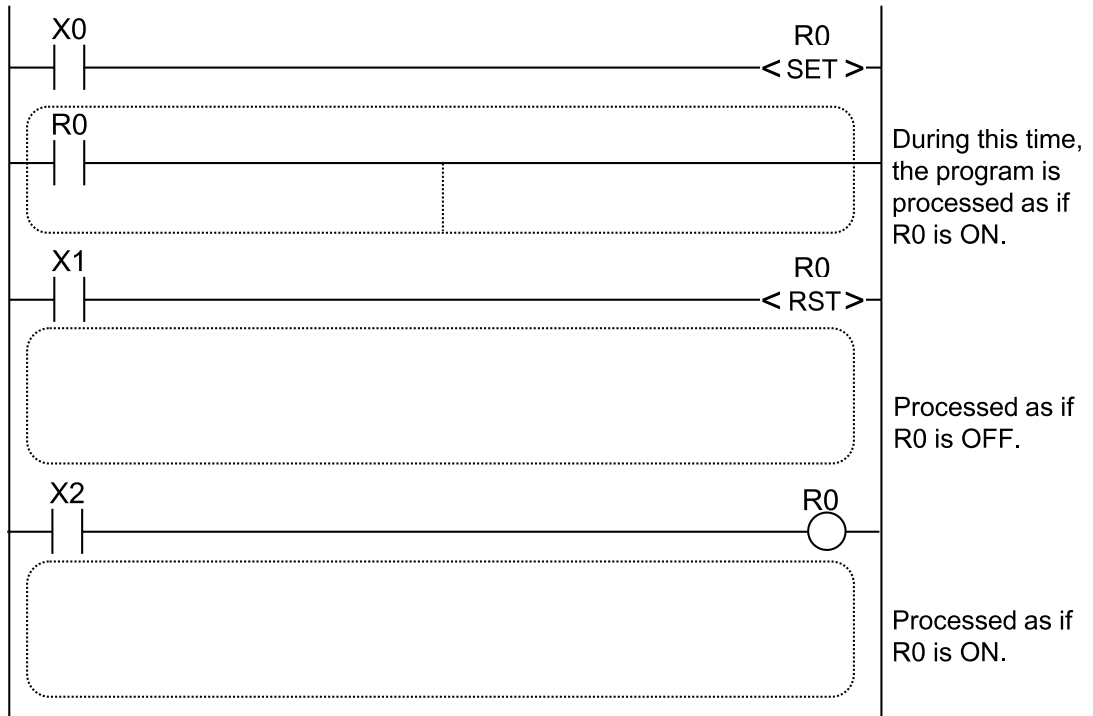 X0
R0
< SET >
R0
During this time,
the program is
processed as if
R0 is ON.
X1
R0
< RST >
Processed as if
R0 is OFF.
X2
R0
Processed as if
R0 is ON.